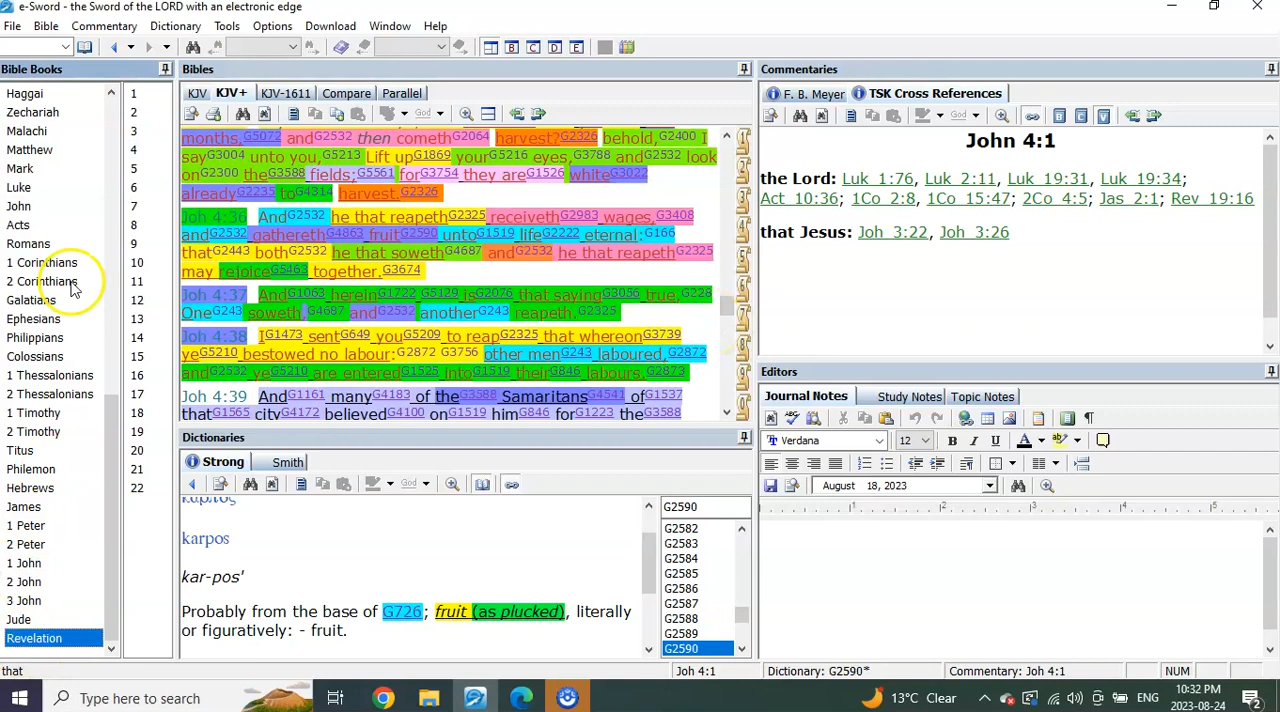 e-Sword - the Sword of the LORD with an electronic edge
File Bible Commentary Dictionary Tools Options Download Window Help
B C D E
Bible Books
Haggai
Zechariah
Malachi
Matthew
Mark
Luke
John
Acts
Romans
1 Corinthians
2 Corinthians
Galatians
Ephesians
Philippians
Colossians
1 Thessalonians
2 Thessalonians
1 Timothy
2 Timothy
Titus
Philemon
Hebrews
James
1 Peter
2 Peter
1 John
2 John
3 John
Jude
Revelation
1
2
3
4
5
6
7
8
9
10
11
12
13
14
15
16
17
18
19
20
21
22
Bibles
KJV KJV+ KJV-1611 Compare Parallel
God
months,G5072 and G2532 then cometh G2064 harvest?G2326 behold,G2400 I
say G3004 unto you,G5213 Lift up G1869 your G5216 eyes,G3788 and G2532 look
on G2300 the G3588 fields;G5561 for G3754 they are G1526 white G3022
already G2235 to G4314 harvest.G2326
Joh 4:36 And G2532 he that reapeth G2325 receiveth G2983 wages,G3408
and G2532 gathereth G4863 fruit G2590 unto G1519 life G2222 eternal:G166
that G2443 both G2532 he that soweth G4687 and G2532 he that reapeth G2325
may rejoice G5463 together.G3674
Joh 4:37 And G1063 herein G1722 G5129 is G2076 that saying G3056 true,G228
One G243 soweth,G4687 and G2532 another G243 reapeth.G2325
Joh 4:38 I G1473 sent G649 you G5209 to reap G2325 that whereon G3739
ye G5210 bestowed no labour:G2872 G3756 other men G243 laboured,G2872
and G2532 ye G5210 are entered G1525 into G1519 their G846 labours.G2873
Joh 4:39 And G1161 many G4183 of the G3588 Samaritans G4541 of G1537
that G1565 city G4172 believed G4100 on G1519 him G846 for G1223 the G3588
Dictionaries
Strong Smith
God
karpos
kar-pos'
Probably from the base of G726; fruit (as plucked), literally
or figuratively: - fruit.
G2590
G2582
G2583
G2584
G2585
G2586
G2587
G2588
G2589
G2590
Commentaries
F. B. Meyer TSK Cross References
God B C V
John 4:1
the Lord: Luk_1:76, Luk_2:11, Luk_19:31, Luk_19:34;
Act_10:36; 1Co_2:8, 1Co_15:47; 2Co_4:5; Jas_2:1; Rev_19:16
that Jesus: Joh_3:22, Joh_3:26
Editors
Journal Notes Study Notes Topic Notes
Verdana 12 B I U A ab
August 18, 2023
1 2 3 4 5
that Joh 4:1 Dictionary: G2590* Commentary: Joh 4:1 NUM
Type here to search 13°C Clear ENG 10:32 PM
2023-08-24 2